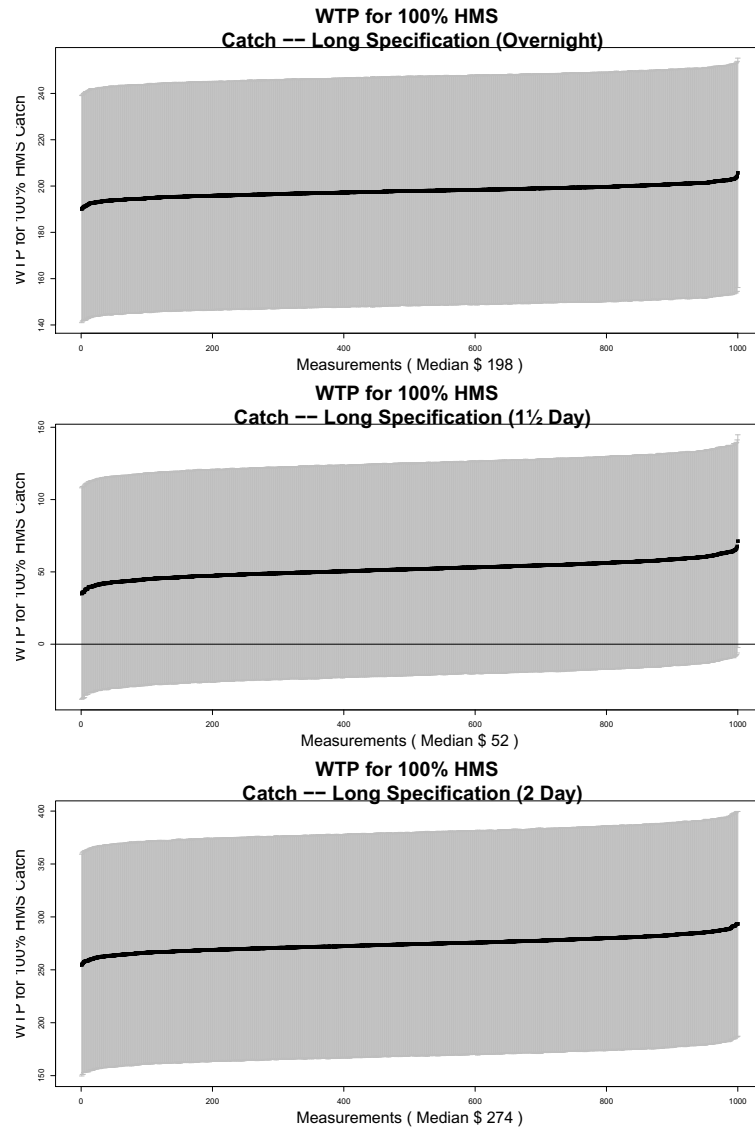 WTP for 100% HMS
Catch −− Long Specification (Overnight)
WTP for 100% HMS Catch
240
220
200
180
160
140
0 200 400 600 800 1000
Measurements ( Median $ 198 )
WTP for 100% HMS
Catch −− Long Specification (1½ Day)
WTP for 100% HMS Catch
150
100
50
0
0 200 400 600 800 1000
Measurements ( Median $ 52 )
WTP for 100% HMS
Catch −− Long Specification (2 Day)
WTP for 100% HMS Catch
400
350
300
250
200
150
0 200 400 600 800 1000
Measurements ( Median $ 274 )